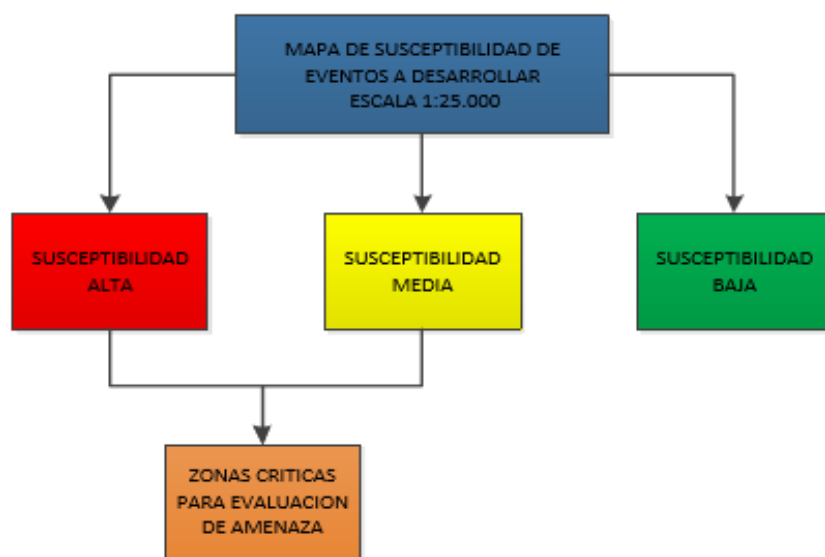 MAPA DE SUSCEPTIBILIDAD DE
EVENTOS A DESARROLLAR
ESCALA 1:25.000
SUSCEPTIBILIDAD
ALTA
SUSCEPTIBILIDAD
MEDIA
SUSCEPTIBILIDAD
BAJA
ZONAS CRITICAS
PARA EVALUACION
DE AMENAZA